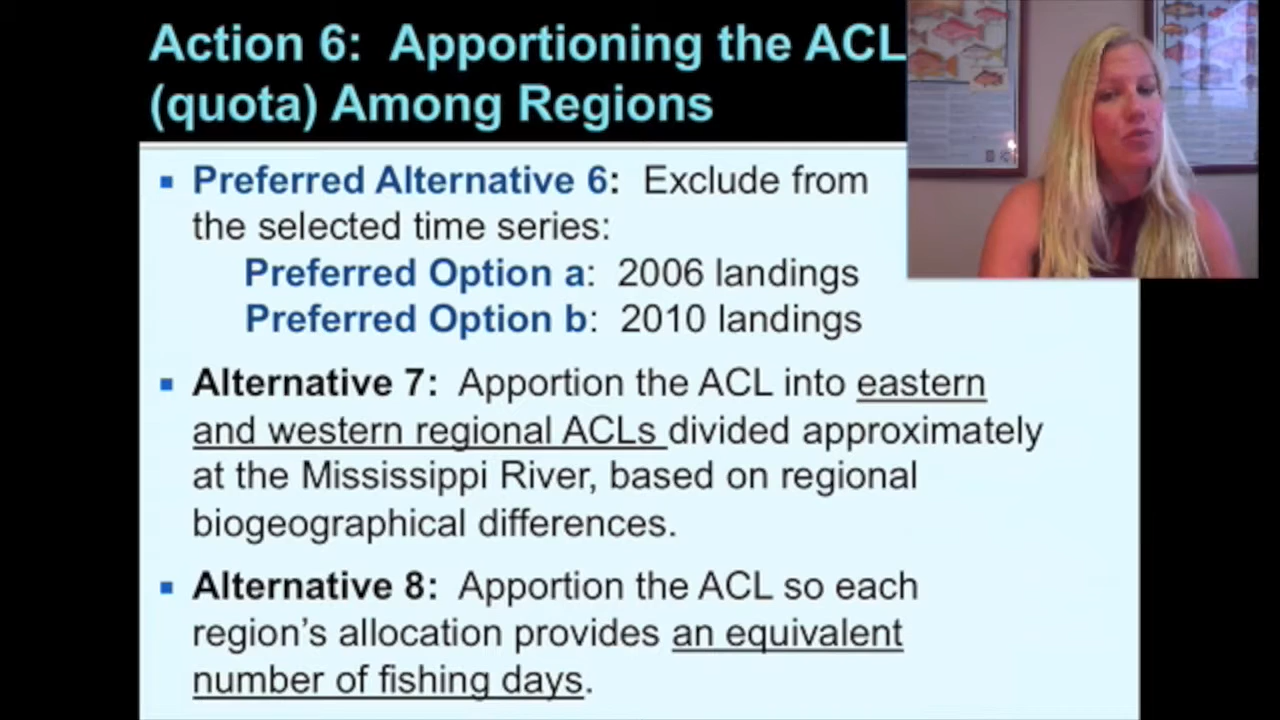 Action 6: Apportioning the ACL
(quota) Among Regions
Preferred Alternative 6: Exclude from
the selected time series:
Preferred Option a: 2006 landings
Preferred Option b: 2010 landings
Alternative 7: Apportion the ACL into eastern
and western regional ACLs divided approximately
at the Mississippi River, based on regional
biogeographical differences.
Alternative 8: Apportion the ACL so each
region's allocation provides an equivalent
number of fishing days.